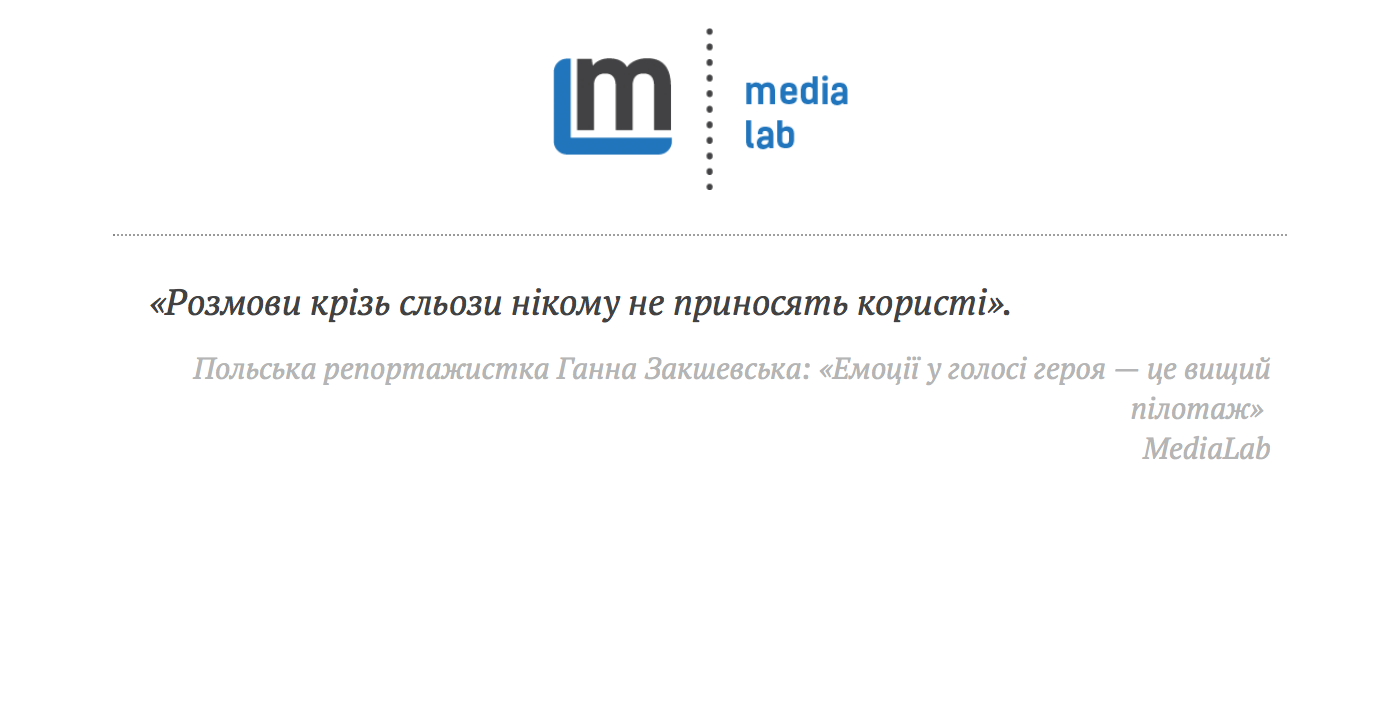 m
media
lab
«Розмови крізь сльози нікому не приносять користі».
Польська репортажистка Ганна Закшевська: «Емоції у голосі героя — це вищий
пілотаж»
MediaLab